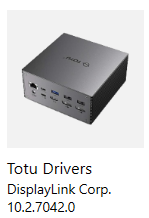 Totu Drivers
DisplayLink Corp.
10.2.7042.0